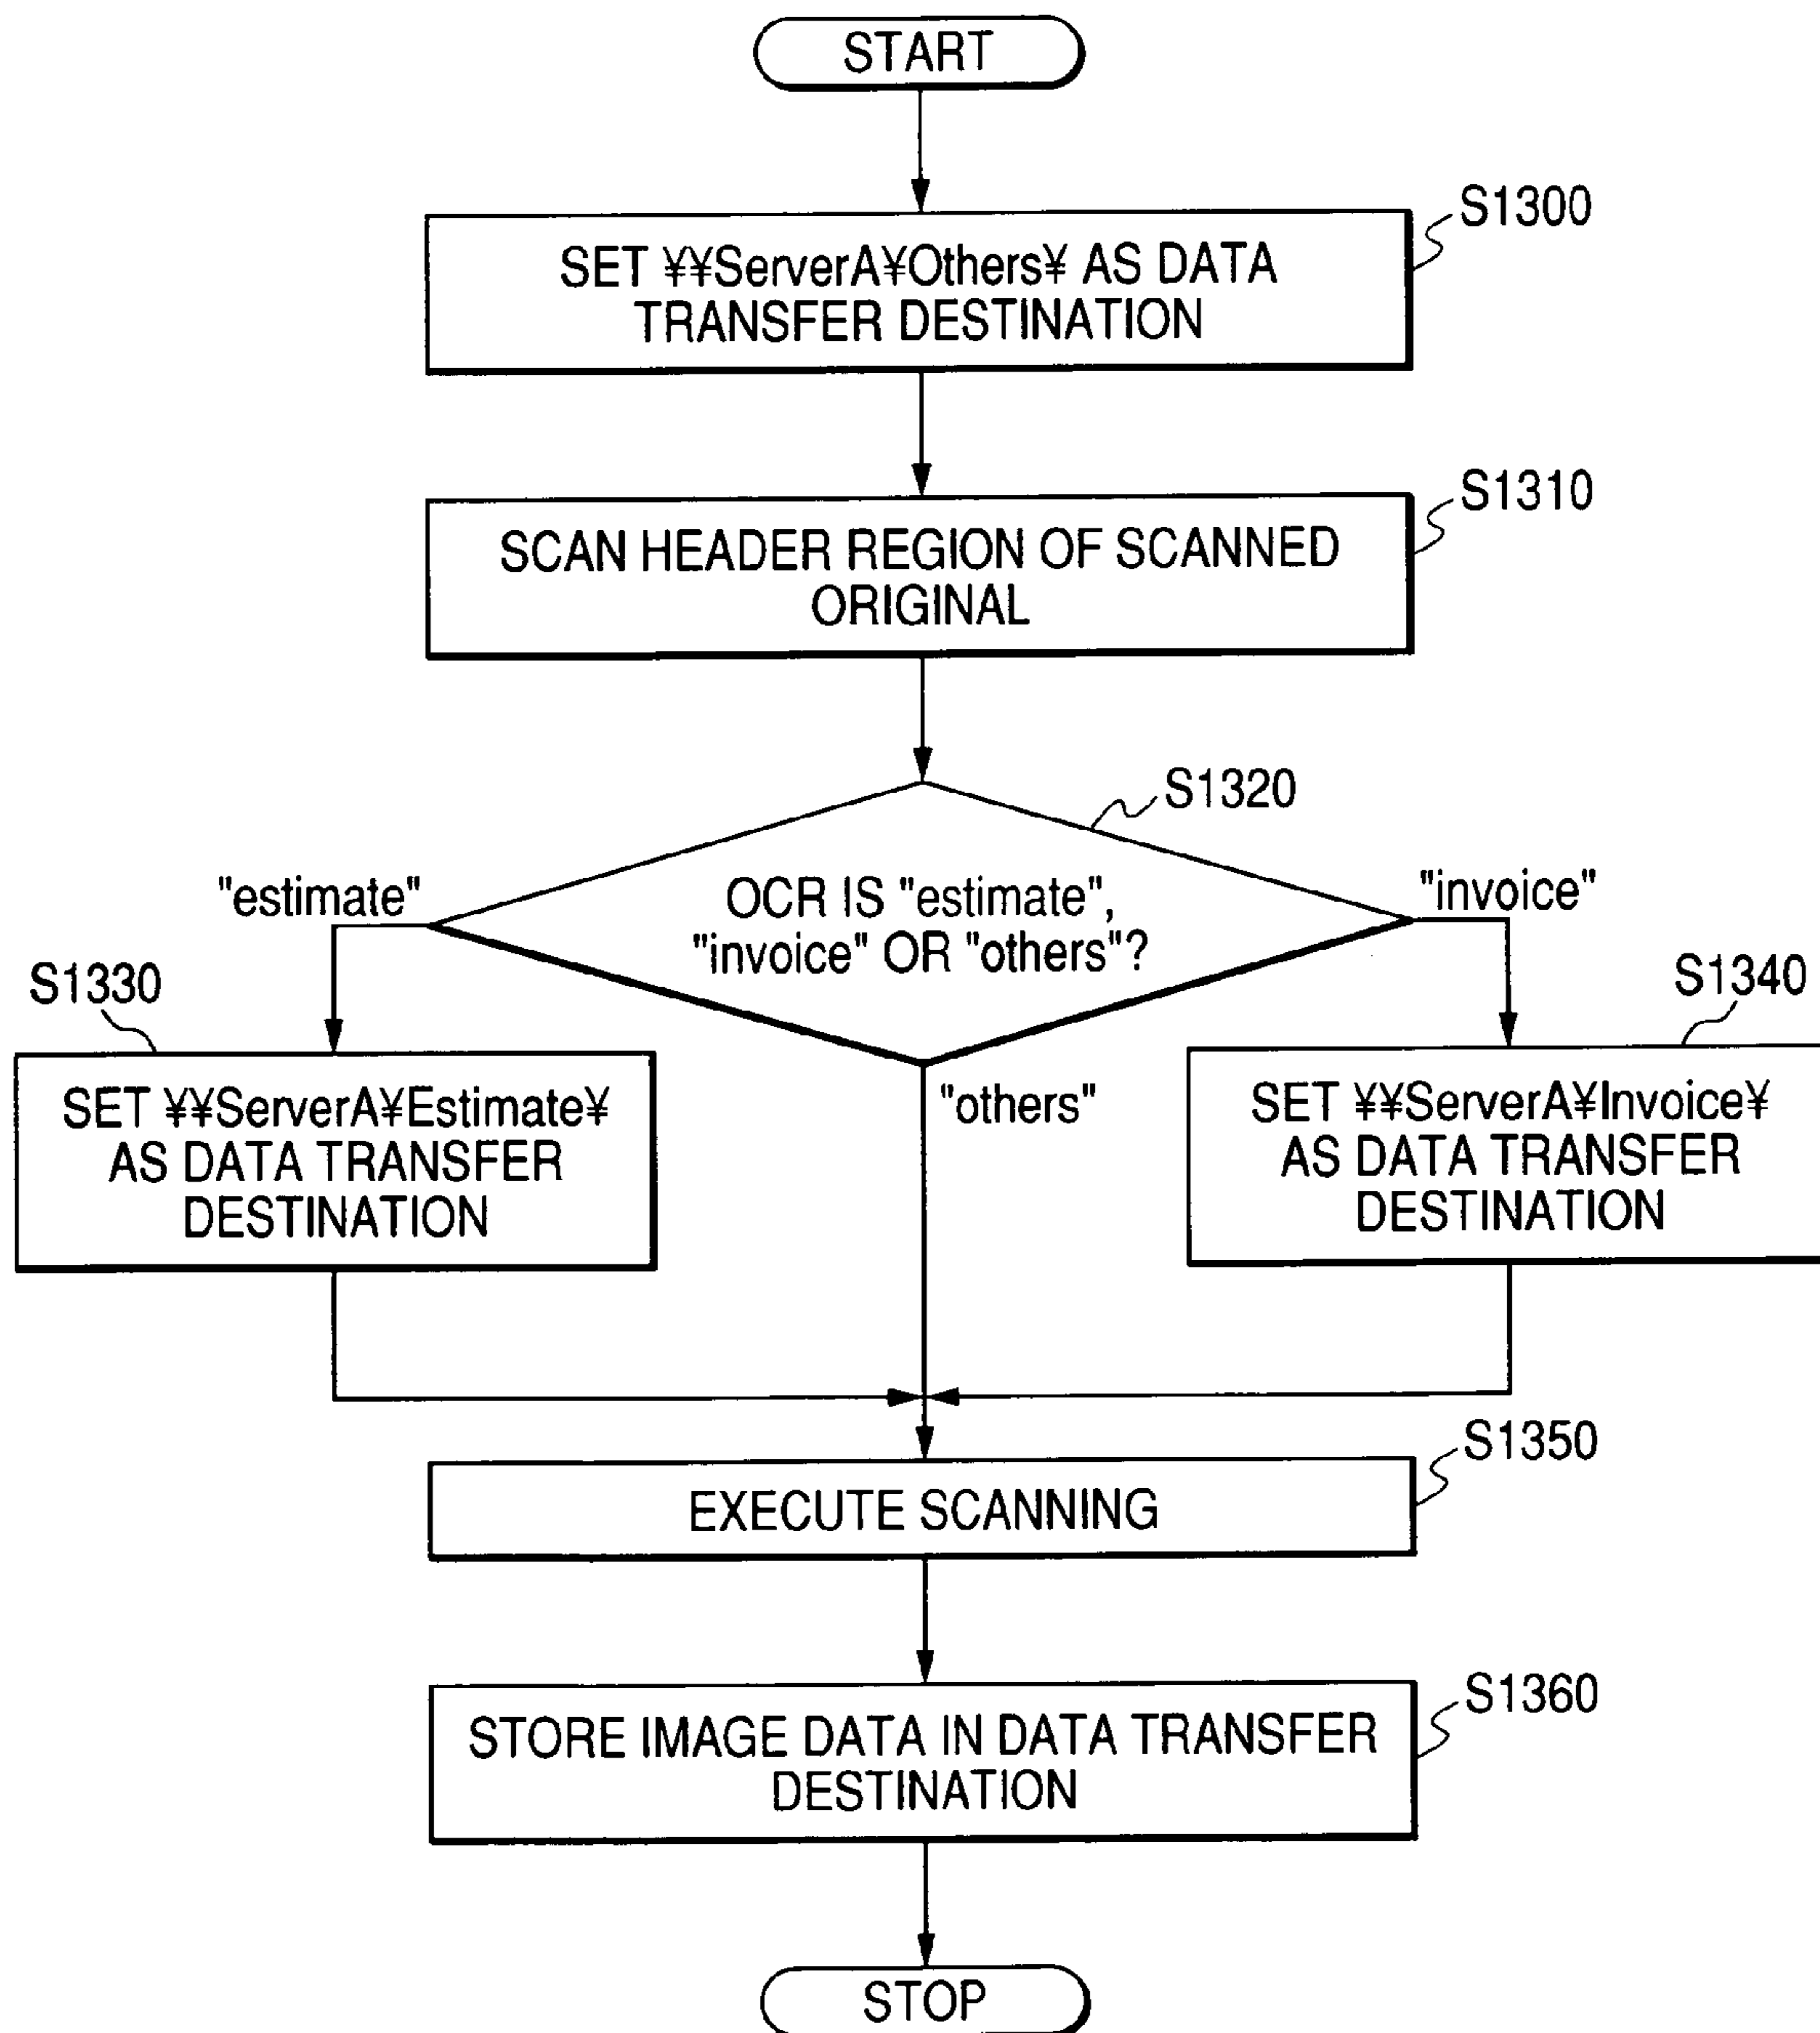 START
S1300
SET ¥¥ServerA¥Others¥ AS DATA
TRANSFER DESTINATION
S1310
SCAN HEADER REGION OF SCANNED
ORIGINAL
S1320
OCR IS "estimate",
"invoice" OR "others"?
"estimate"
"invoice"
"others"
S1330
SET ¥¥ServerA¥Estimate¥
AS DATA TRANSFER
DESTINATION
S1340
SET ¥¥ServerA¥Invoice¥
AS DATA TRANSFER
DESTINATION
S1350
EXECUTE SCANNING
S1360
STORE IMAGE DATA IN DATA TRANSFER
DESTINATION
STOP